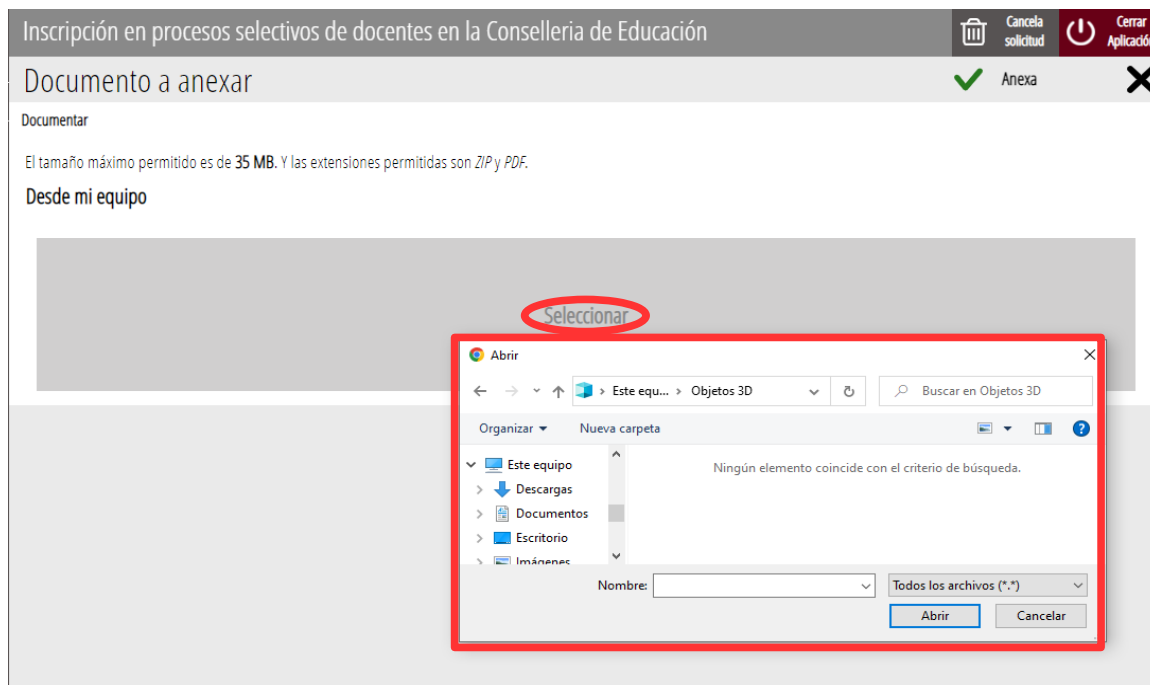 Inscripción en procesos selectivos de docentes en la Conselleria de Educación
Cancela
solicitud
Cerrar
Aplicación
Documento a anexar
Anexa
Documentar
El tamaño máximo permitido es de 35 MB. Y las extensiones permitidas son ZIP y PDF.
Desde mi equipo
Seleccionar
Abrir
Este equ... > Objetos 3D
Buscar en Objetos 3D
Organizar
Nueva carpeta
Este equipo
Ningún elemento coincide con el criterio de búsqueda.
Descargas
Documentos
Escritorio
Imágenes
Nombre:
Todos los archivos (*.*)
Abrir
Cancelar